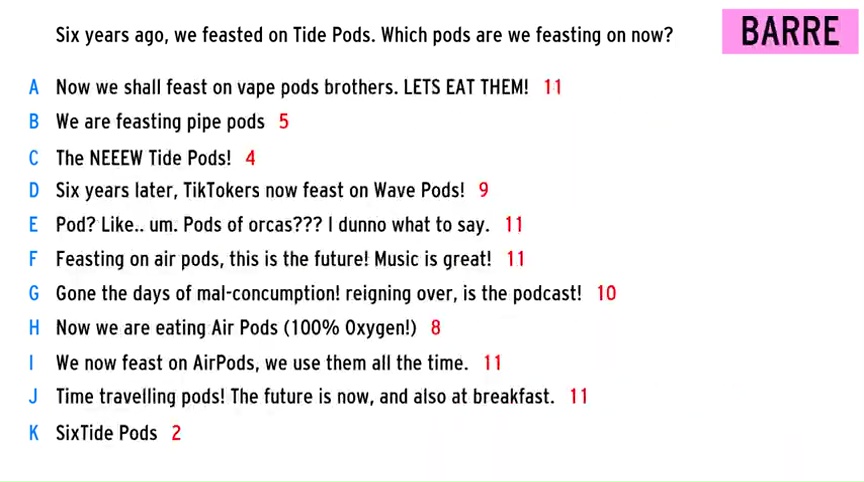 Six years ago, we feasted on Tide Pods. Which pods are we feasting on now?
BARRE
A Now we shall feast on vape pods brothers. LETS EAT THEM! 11
B We are feasting pipe pods 5
C The NEEEW Tide Pods! 4
D Six years later, TikTokers now feast on Wave Pods! 9
E Pod? Like.. um. Pods of orcas??? I dunno what to say. 11
F Feasting on air pods, this is the future! Music is great! 11
G Gone the days of mal-concumption! reigning over, is the podcast! 10
H Now we are eating Air Pods (100% Oxygen!) 8
I We now feast on AirPods, we use them all the time. 11
J Time travelling pods! The future is now, and also at breakfast. 11
K SixTide Pods 2